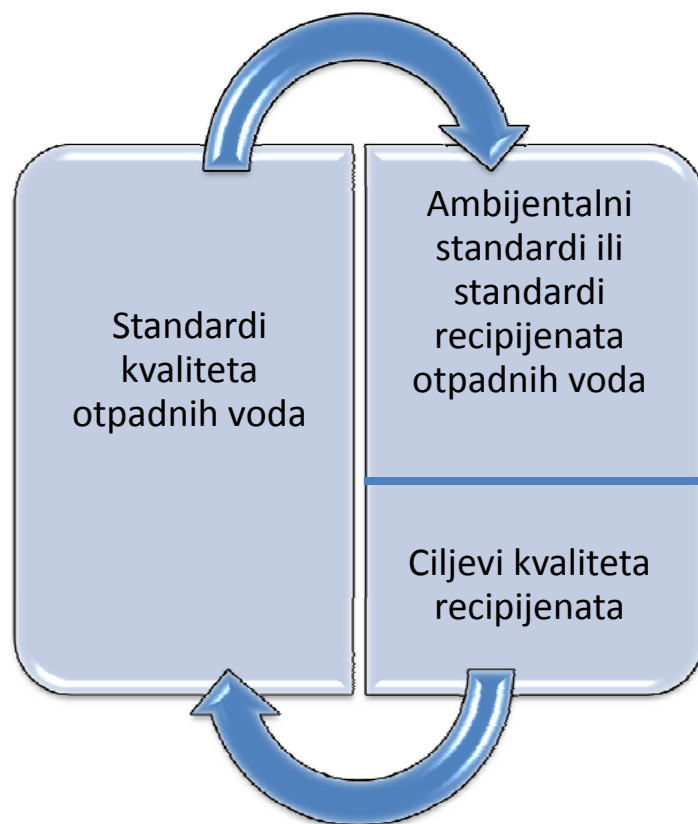 Standardi
kvaliteta
otpadnih voda
Ambijentalni
standardi ili
standardi
recipijenata
otpadnih voda
Ciljevi kvaliteta
recipijenata